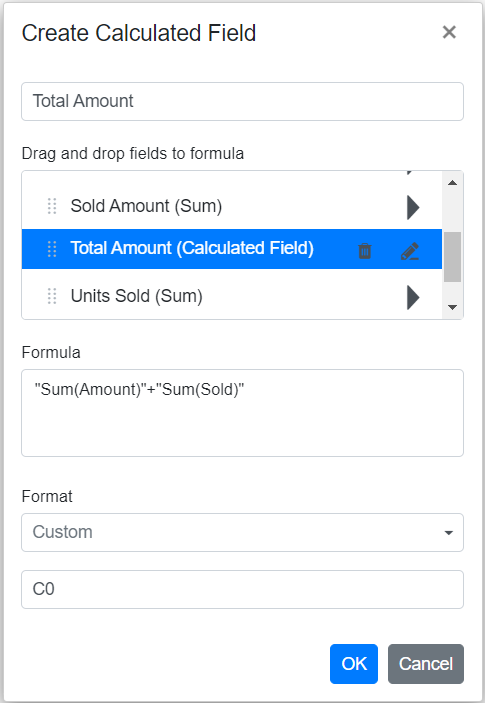 Create Calculated Field ×
Total Amount
Drag and drop fields to formula
Sold Amount (Sum)
Total Amount (Calculated Field)
Units Sold (Sum)
Formula
"Sum(Amount)"+"Sum(Sold)"
Format
Custom
C0
OK Cancel